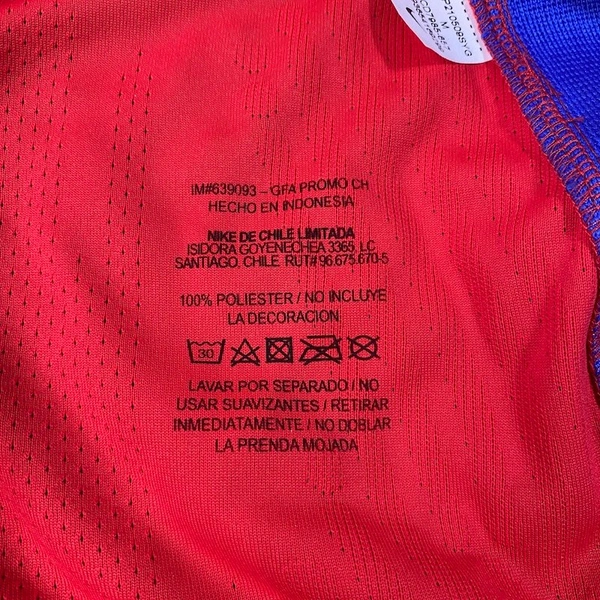 M
IM#639093 – GFA PROMO CH
HECHO EN INDONESIA
NIKE DE CHILE LIMITADA
ISIDORA GOYENECHEA 3365, LC
SANTIAGO, CHILE. RUT# 96.675.670-5
100% POLIESTER / NO INCLUYE
LA DECORACION
30
LAVAR POR SEPARADO / NO
USAR SUAVIZANTES / RETIRAR
INMEDIATAMENTE / NO DOBLAR
LA PRENDA MOJADA